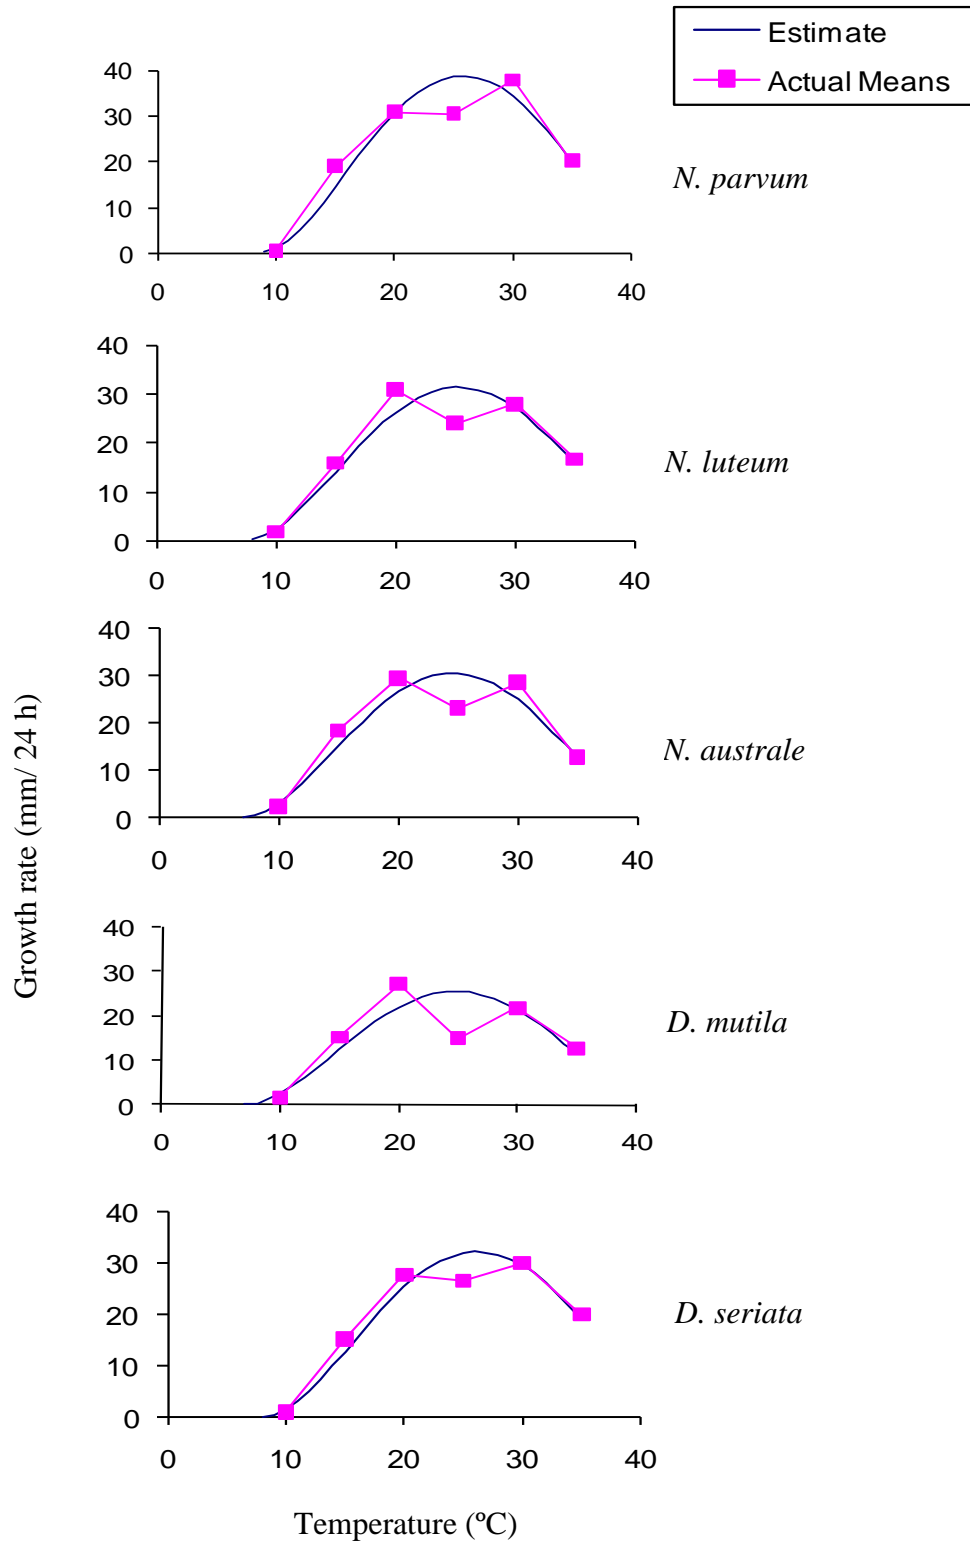 Estimate
Actual Means
40
30
20
10
0
0 10 20 30 40
N. parvum
40
30
20
10
0
0 10 20 30 40
N. luteum
40
30
20
10
0
0 10 20 30 40
N. australe
40
30
20
10
0
0 10 20 30 40
D. mutila
40
30
20
10
0
0 10 20 30 40
D. seriata
Growth rate (mm/ 24 h)
Temperature (ºC)